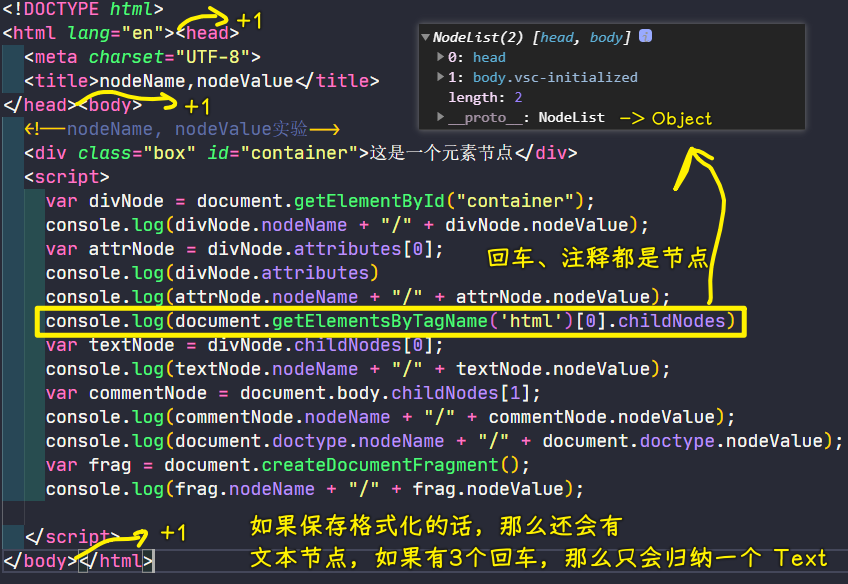 <!DOCTYPE html>
<html lang="en"><head>
+1
<meta charset="UTF-8">
<title>nodeName,nodeValue</title>
</head><body>
+1
<!--nodeName, nodeValue实验-->
<div class="box" id="container">这是一个元素节点</div>
<script>
var divNode = document.getElementById("container");
console.log(divNode.nodeName + "/" + divNode.nodeValue);
var attrNode = divNode.attributes[0];
console.log(divNode.attributes)
console.log(attrNode.nodeName + "/" + attrNode.nodeValue);
console.log(document.getElementsByTagName('html')[0].childNodes)
var textNode = divNode.childNodes[0];
console.log(textNode.nodeName + "/" + textNode.nodeValue);
var commentNode = document.body.childNodes[1];
console.log(commentNode.nodeName + "/" + commentNode.nodeValue);
console.log(document.doctype.nodeName + "/" + document.doctype.nodeValue);
var frag = document.createDocumentFragment();
console.log(frag.nodeName + "/" + frag.nodeValue);
</script>
+1
</body></html>
NodeList(2) [head, body] i
0: head
1: body.vsc-initialized
length: 2
__proto__: NodeList
-> Object
回车、注释都是节点
如果保存格式化的话，那么还会有
文本节点，如果有3个回车，那么只会归纳一个 Text